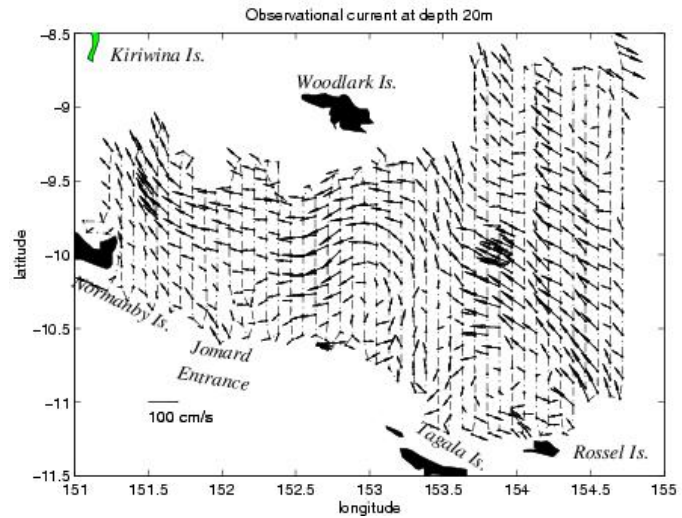 Observational current at depth 20m
-8.5
Kiriwina Is.
Woodlark Is.
-9
-9.5
latitude
-10
Normanby Is.
-10.5
Jomard
Entrance
-11
100 cm/s
Tagala Is.
Rossel Is.
-11.5
151 151.5 152 152.5 153 153.5 154 154.5 155
longitude